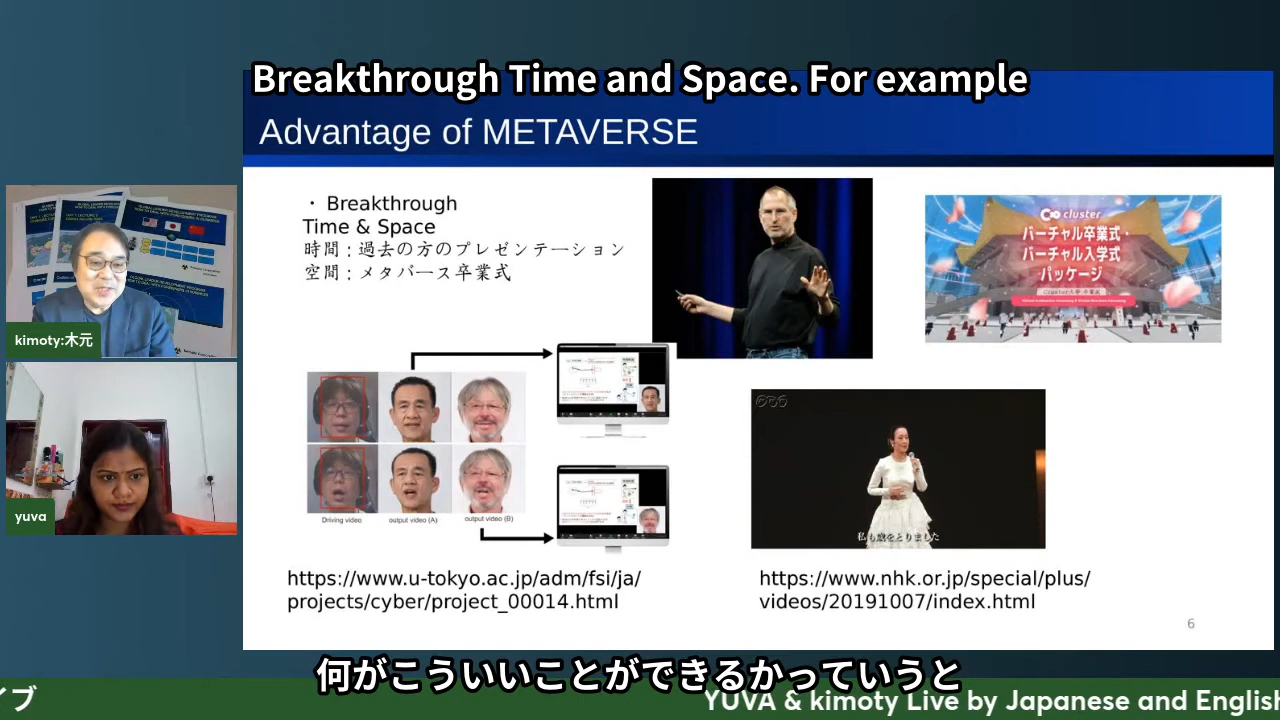 Breakthrough Time and Space. For example
Advantage of METAVERSE
・ Breakthrough
Time & Space
時間：過去の方のプレゼンテーション
空間：メタバース卒業式
cluster
バーチャル卒業式・
バーチャル入学式
パッケージ
kimoty:木元
yuva
Driving video
output video (A)
output video (B)
私も歳をとりました
https://www.u-tokyo.ac.jp/adm/fsi/ja/
projects/cyber/project_00014.html
https://www.nhk.or.jp/special/plus/
videos/20191007/index.html
6
何がこういいことができるかっていうと
イブ
YUVA & kimoty Live by Japanese and English